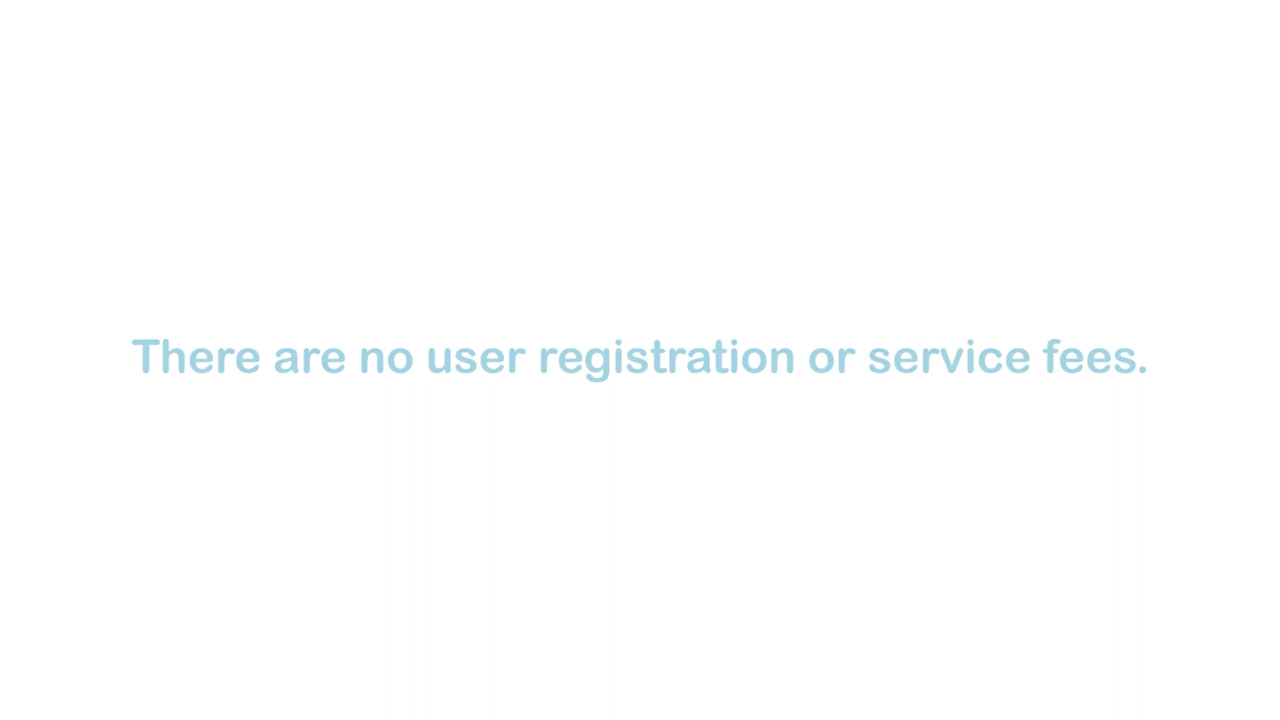 There are no user registration or service fees.